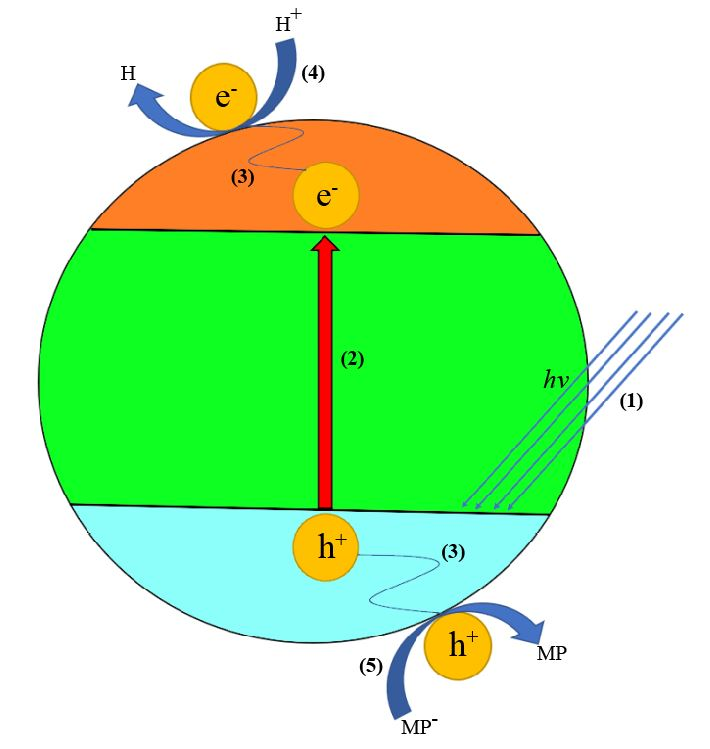 H⁺
H
(4)
e⁻
(3)
e⁻
(2)
hν
(1)
h⁺
(3)
h⁺
(5)
MP
MP⁻